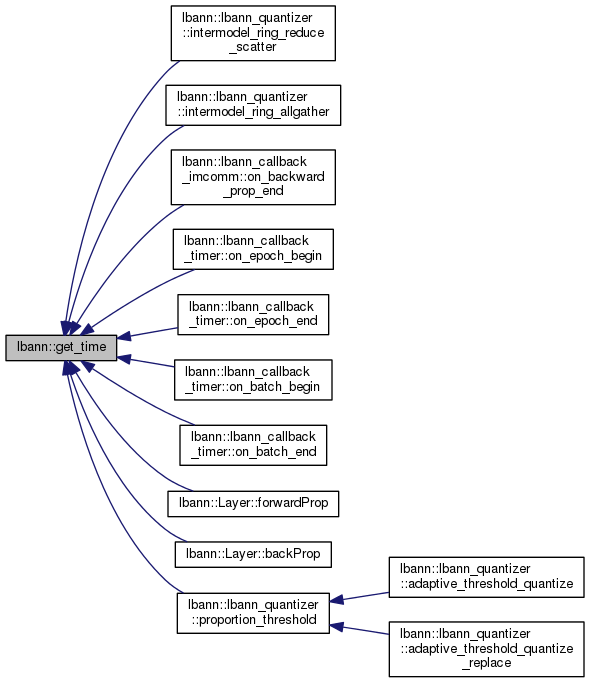 lbann::lbann_quantizer
::intermodel_ring_reduce
_scatter
lbann::lbann_quantizer
::intermodel_ring_allgather
lbann::lbann_callback
_imcomm::on_backward
_prop_end
lbann::lbann_callback
_timer::on_epoch_begin
lbann::lbann_callback
_timer::on_epoch_end
lbann::get_time
lbann::lbann_callback
_timer::on_batch_begin
lbann::lbann_callback
_timer::on_batch_end
lbann::Layer::forwardProp
lbann::Layer::backProp
lbann::lbann_quantizer
::proportion_threshold
lbann::lbann_quantizer
::adaptive_threshold_quantize
lbann::lbann_quantizer
::adaptive_threshold_quantize
_replace